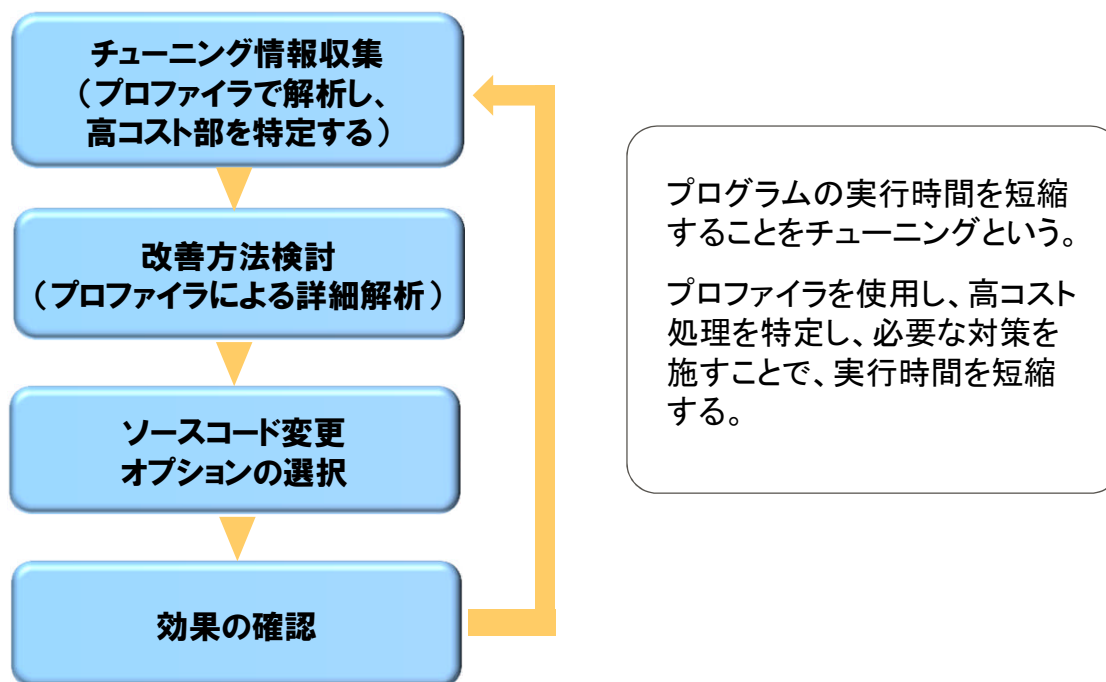 チューニング情報収集
（プロファイラで解析し、
高コスト部を特定する）
改善方法検討
（プロファイラによる詳細解析）
ソースコード変更
オプションの選択
効果の確認
プログラムの実行時間を短縮
することをチューニングという。
プロファイラを使用し、高コスト
処理を特定し、必要な対策を
施すことで、実行時間を短縮
する。